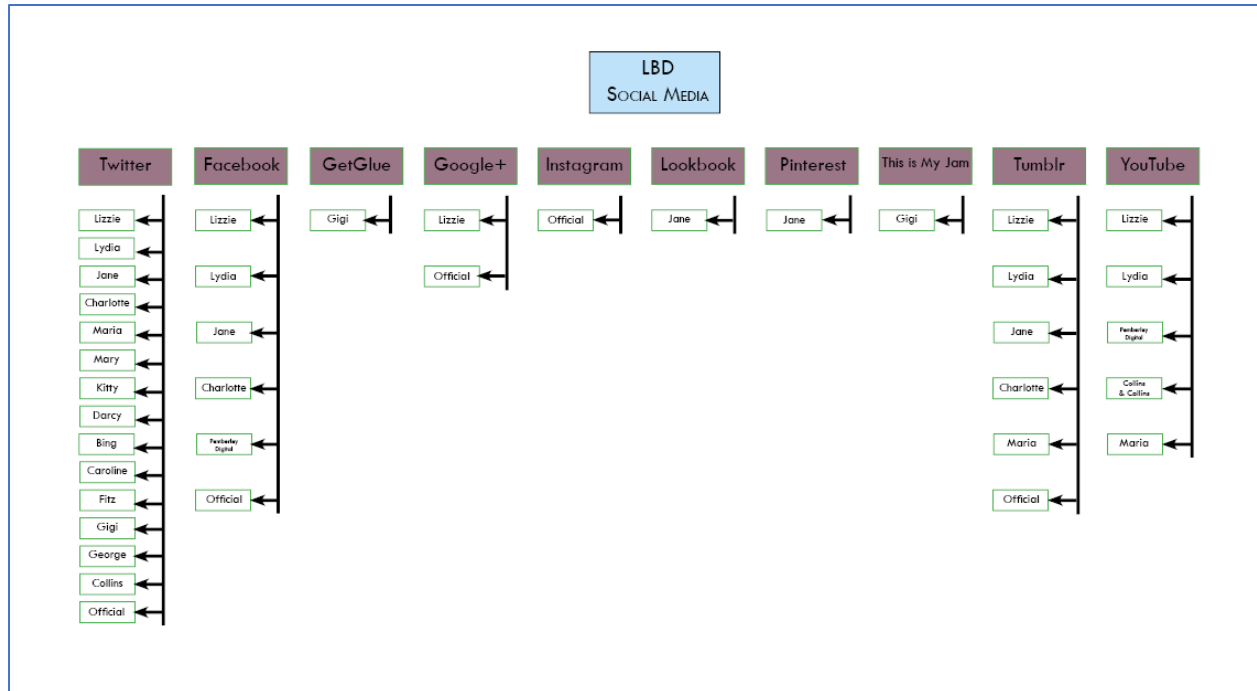 LBD
SOCIAL MEDIA
Twitter
Facebook
GetGlue
Google+
Instagram
Lookbook
Pinterest
This is My Jam
Tumblr
YouTube
Lizzie
Lydia
Jane
Charlotte
Maria
Mary
Kitty
Darcy
Bing
Caroline
Fitz
Gigi
George
Collins
Official
Lizzie
Lydia
Jane
Charlotte
Pemberley
Digital
Official
Gigi
Lizzie
Official
Official
Jane
Jane
Gigi
Lizzie
Lydia
Jane
Charlotte
Maria
Official
Lizzie
Lydia
Pemberley
Digital
Collins
& Collins
Maria